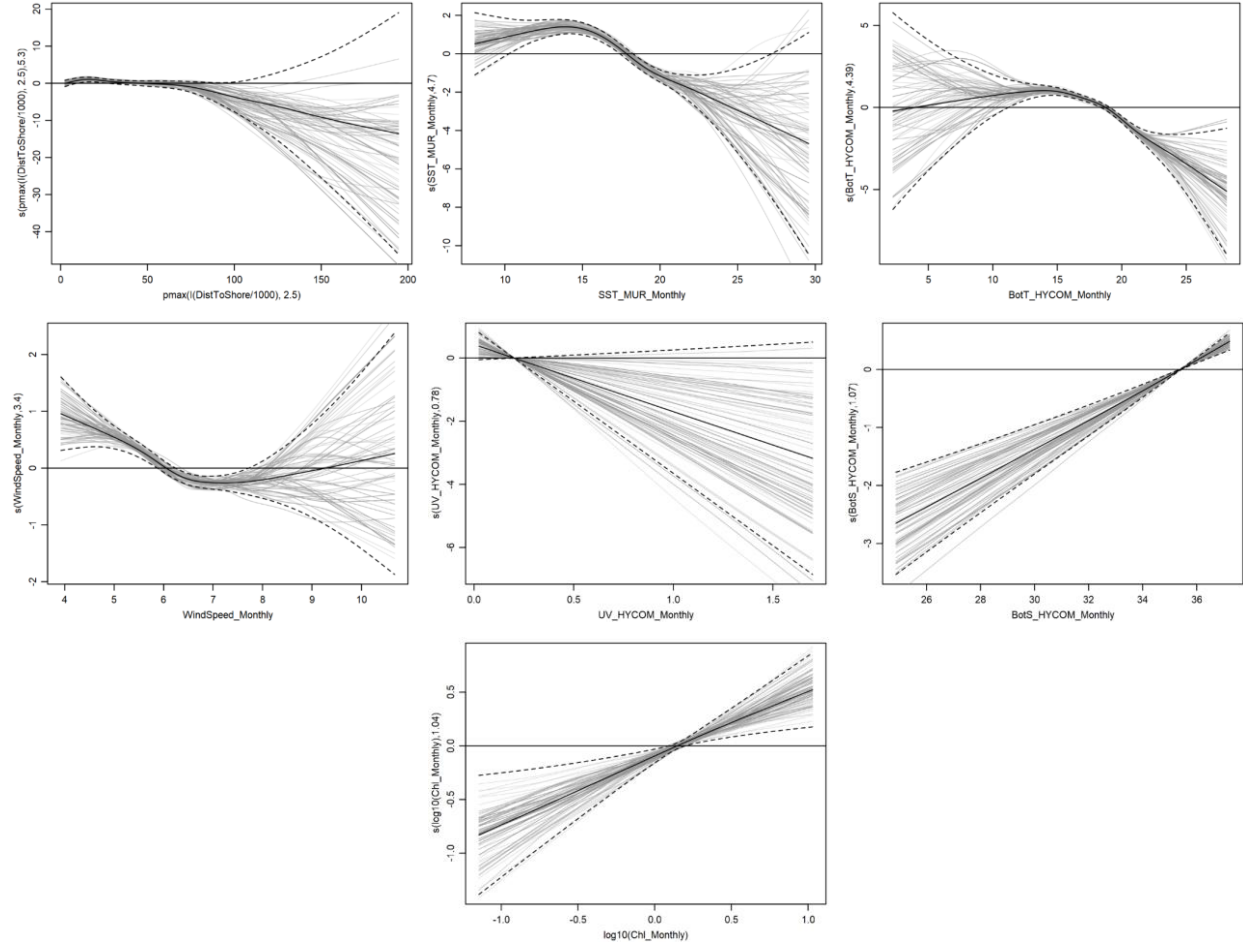 s(pmax(I(DistToShore/1000), 2.5),5.3)
20
10
0
-10
-20
-30
-40
0 50 100 150 200
pmax(I(DistToShore/1000), 2.5)
s(SST_MUR_Monthly,4.7)
2
0
-2
-4
-6
-8
-10
10 15 20 25 30
SST_MUR_Monthly
s(BotT_HYCOM_Monthly,4.39)
5
0
-5
5 10 15 20 25
BotT_HYCOM_Monthly
s(WindSpeed_Monthly,3.4)
2
1
0
-1
-2
4 5 6 7 8 9 10
WindSpeed_Monthly
s(UV_HYCOM_Monthly,0.78)
0
-2
-4
-6
0.0 0.5 1.0 1.5
UV_HYCOM_Monthly
s(BotS_HYCOM_Monthly,1.07)
0
-1
-2
-3
26 28 30 32 34 36
BotS_HYCOM_Monthly
s(log10(Chl_Monthly),1.04)
0.5
0.0
-0.5
-1.0
-1.0 -0.5 0.0 0.5 1.0
log10(Chl_Monthly)